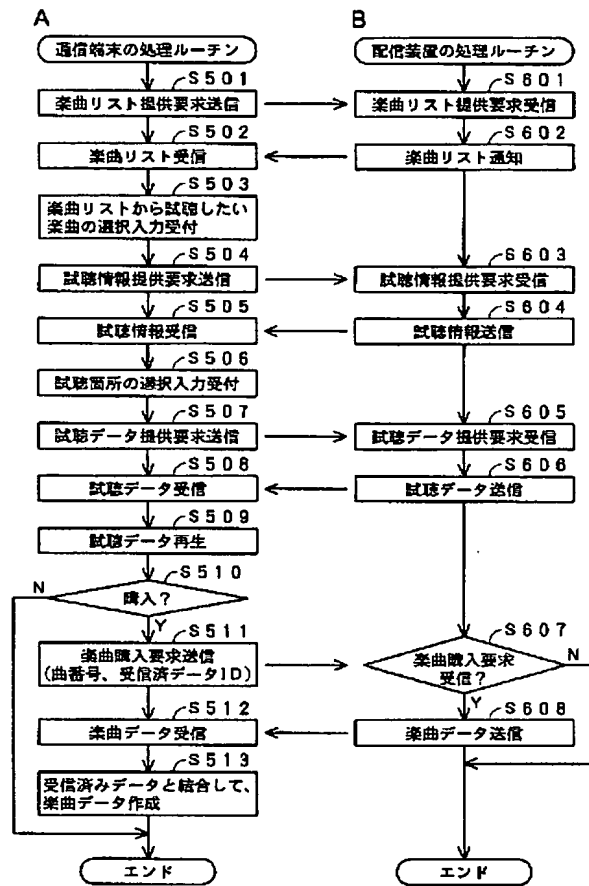 A
通信端末の処理ルーチン
S501
楽曲リスト提供要求送信
S502
楽曲リスト受信
S503
楽曲リストから試聴したい
楽曲の選択入力受付
S504
試聴情報提供要求送信
S505
試聴情報受信
S506
試聴箇所の選択入力受付
S507
試聴データ提供要求送信
S508
試聴データ受信
S509
試聴データ再生
S510
購入?
N
Y
S511
楽曲購入要求送信
(曲番号、受信済データID)
S512
楽曲データ受信
S513
受信済みデータと結合して、
楽曲データ作成
エンド
B
配信装置の処理ルーチン
S601
楽曲リスト提供要求受信
S602
楽曲リスト通知
S603
試聴情報提供要求受信
S604
試聴情報送信
S605
試聴データ提供要求受信
S606
試聴データ送信
S607
楽曲購入要求
受信?
N
Y
S608
楽曲データ送信
エンド